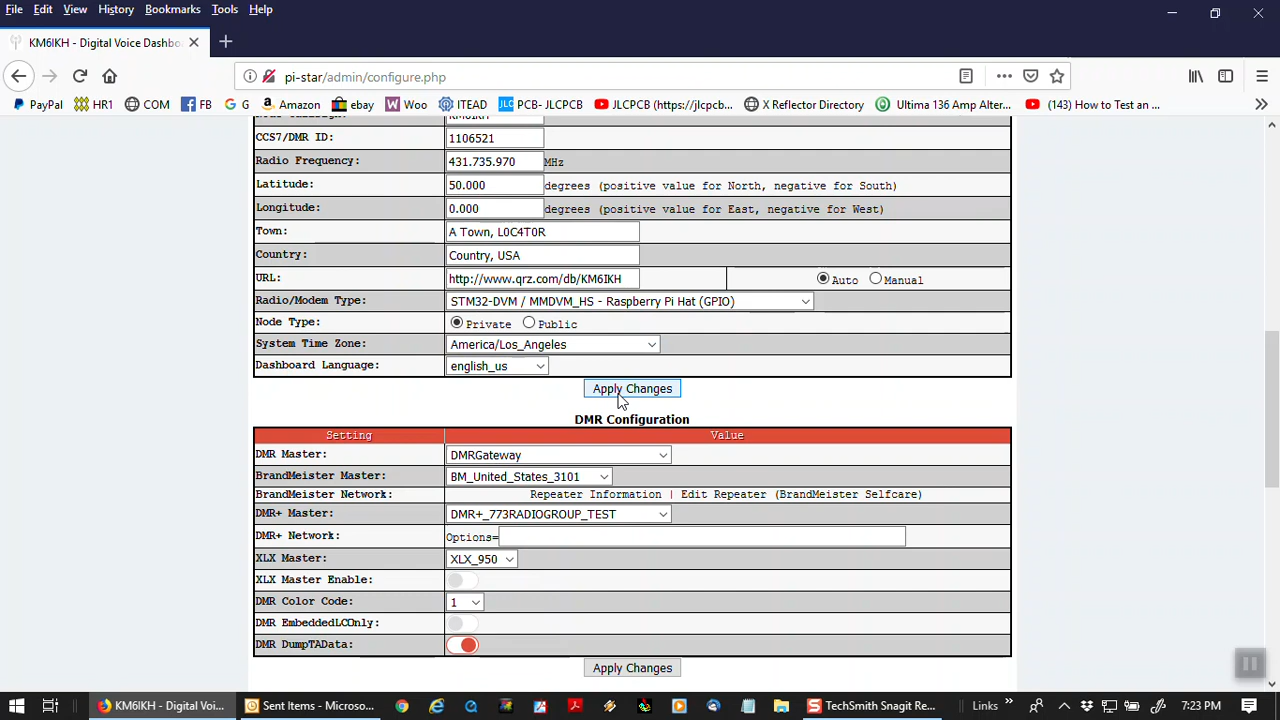 File Edit View History Bookmarks Tools Help
KM6IKH - Digital Voice Dashbo
pi-star/admin/configure.php
PayPal HR1 COM FB G Amazon ebay Woo ITEAD PCB- JLCPCB JLCPCB (https://jlcpcb... X Reflector Directory Ultima 136 Amp Alter... (143) How to Test an ...
CCS7/DMR ID: 1106521
Radio Frequency: 431.735.970 MHz
Latitude: 50.000 degrees (positive value for North, negative for South)
Longitude: 0.000 degrees (positive value for East, negative for West)
Town: A Town, L0C4T0R
Country: Country, USA
URL: http://www.qrz.com/db/KM6IKH Auto Manual
Radio/Modem Type: STM32-DVM / MMDVM_HS - Raspberry Pi Hat (GPIO)
Node Type: Private Public
System Time Zone: America/Los_Angeles
Dashboard Language: english_us
Apply Changes
DMR Configuration
Setting Value
DMR Master: DMRGateway
BrandMeister Master: BM_United_States_3101
BrandMeister Network: Repeater Information | Edit Repeater (BrandMeister Selfcare)
DMR+ Master: DMR+_773RADIOGROUP_TEST
DMR+ Network: Options=
XLX Master: XLX_950
XLX Master Enable:
DMR Color Code: 1
DMR EmbeddedLCOnly:
DMR DumpTAData:
Apply Changes
KM6IKH - Digital Voi... Sent Items - Microso... TechSmith Snagit Re... Links 7:23 PM